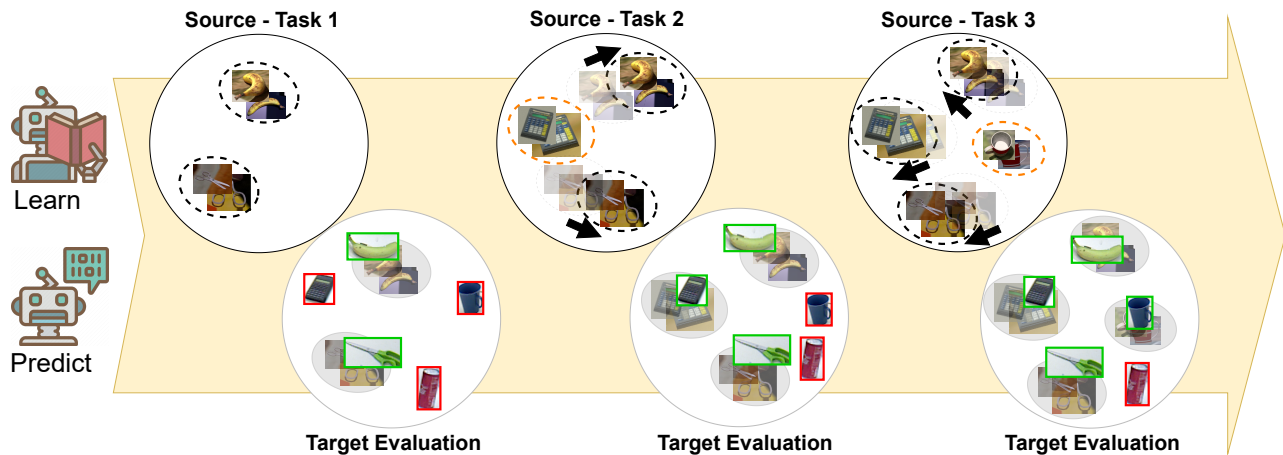 Source - Task 1
Source - Task 2
Source - Task 3
Learn
Predict
Target Evaluation
Target Evaluation
Target Evaluation